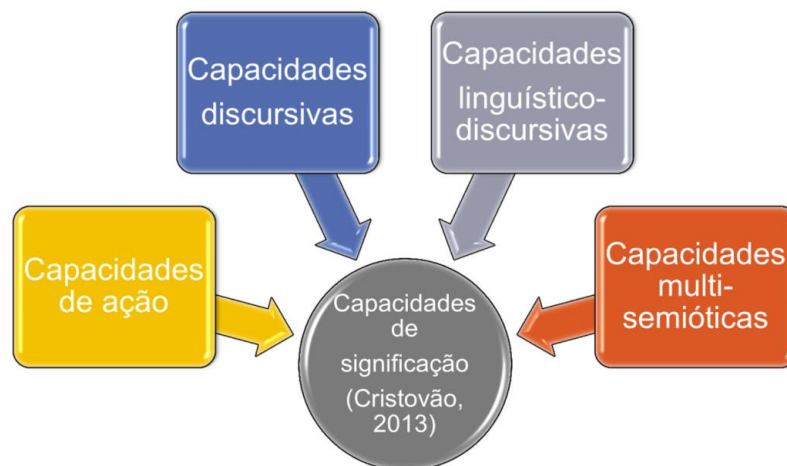 Capacidades
discursivas
Capacidades
linguístico-
discursivas
Capacidades
de ação
Capacidades
de
significação
(Cristovão,
2013)
Capacidades
multi-
semióticas